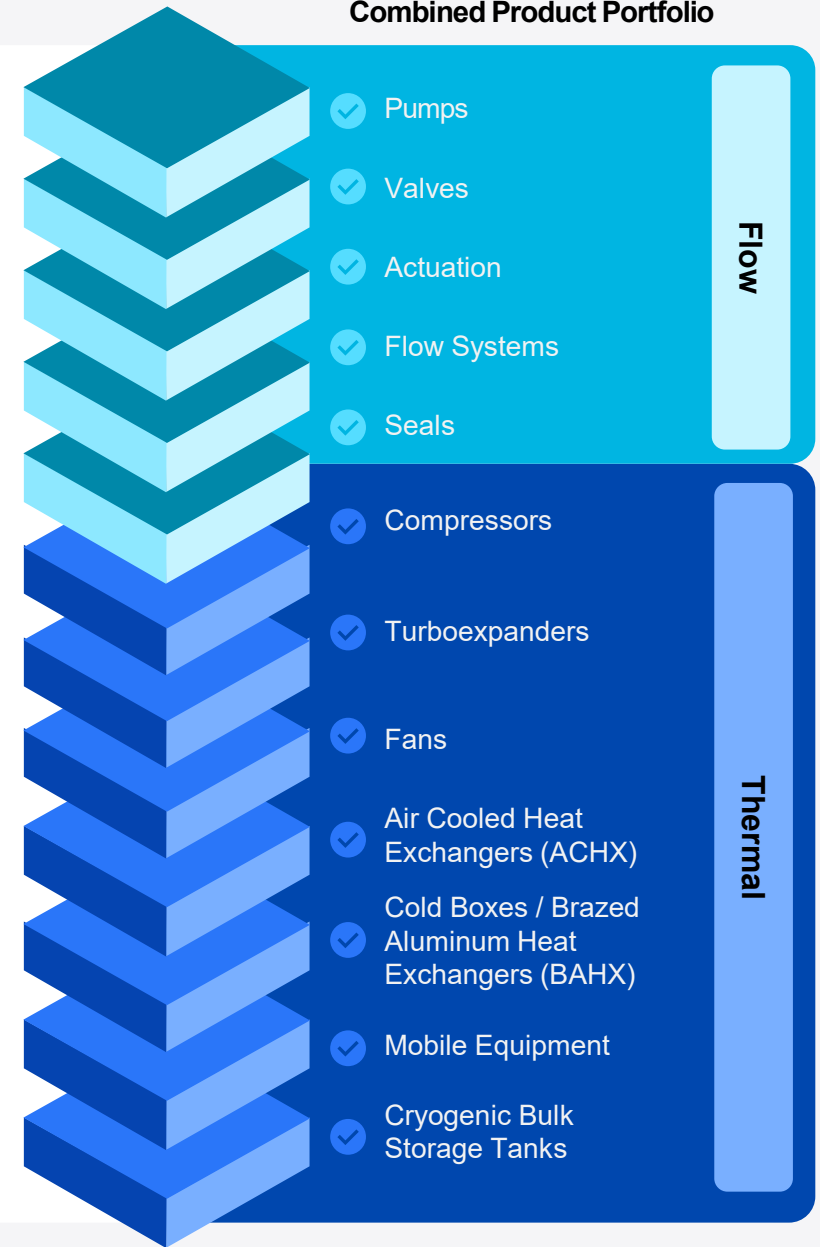 Combined Product Portfolio
Pumps
Valves
Actuation
Flow Systems
Seals
Flow
Compressors
Turboexpanders
Fans
Air Cooled Heat
Exchangers (ACHX)
Cold Boxes / Brazed
Aluminum Heat
Exchangers (BAHX)
Mobile Equipment
Cryogenic Bulk
Storage Tanks
Thermal